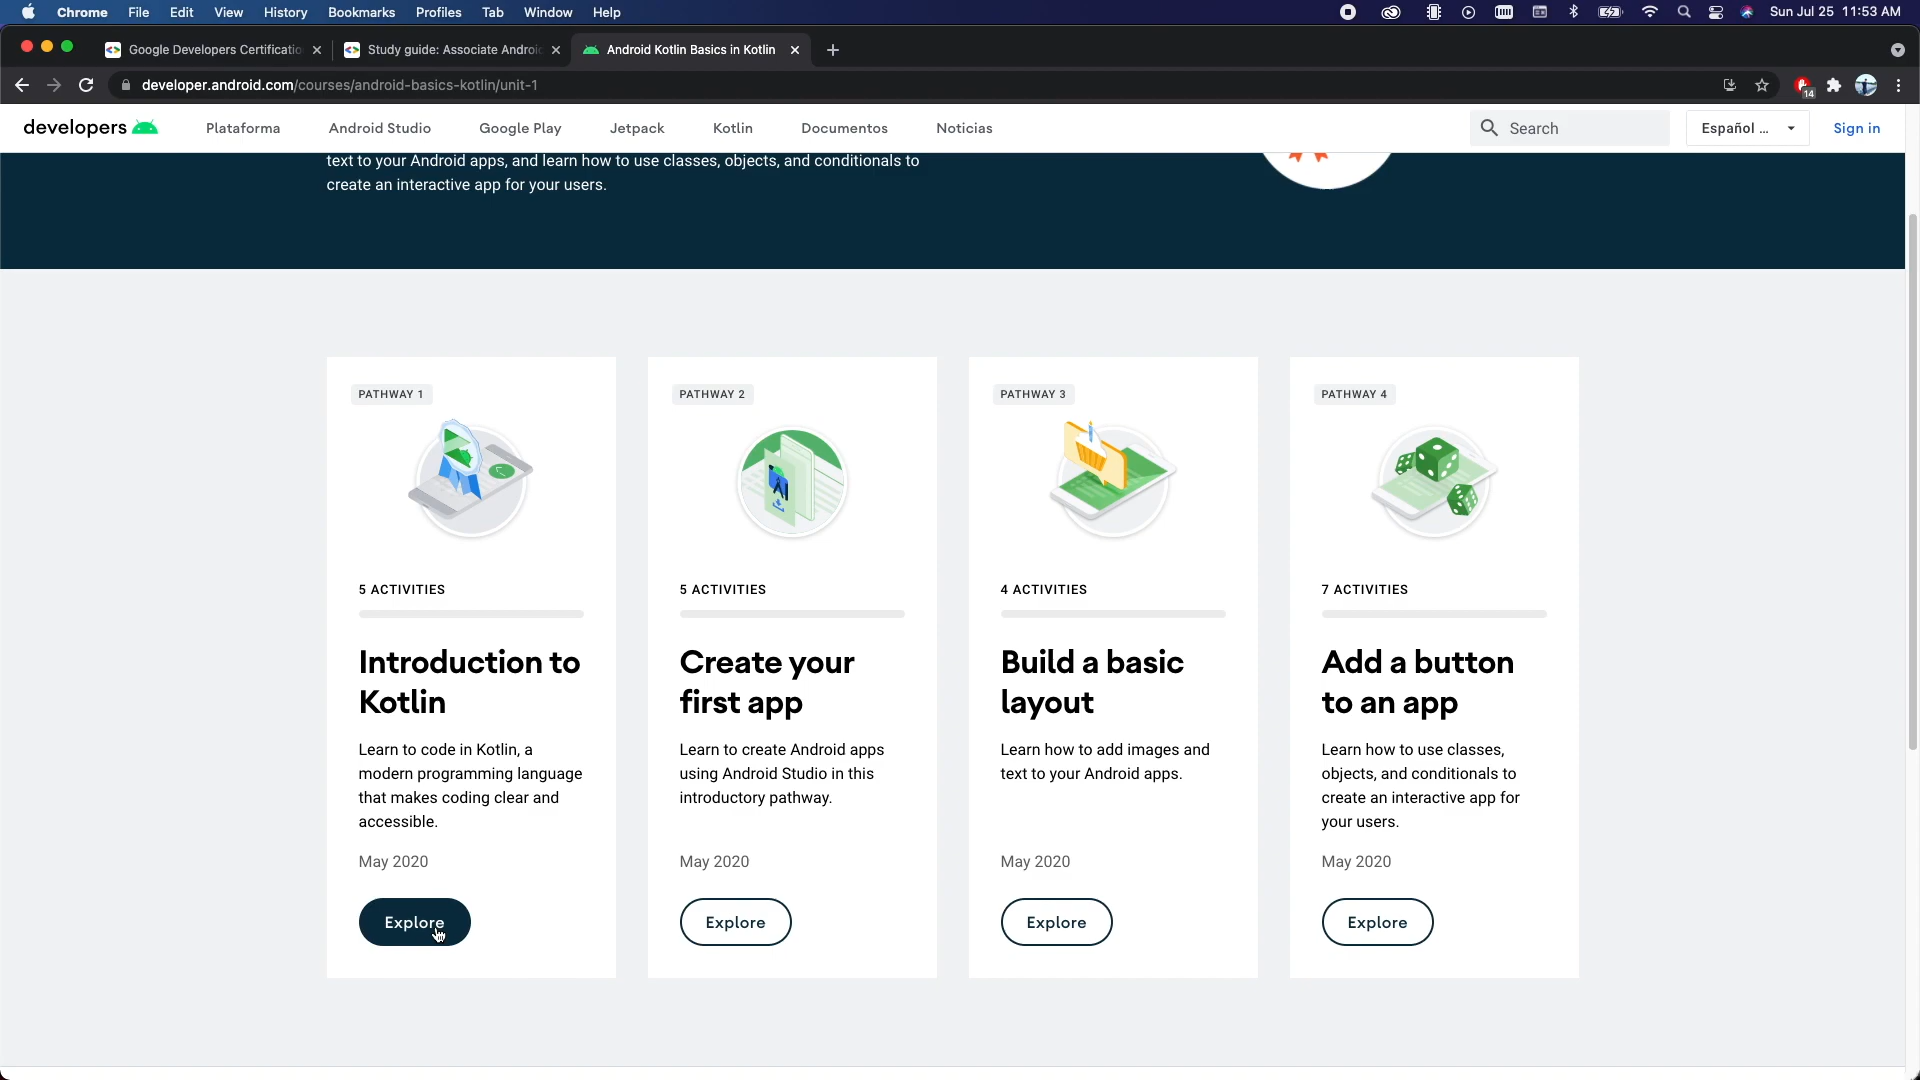 Chrome File Edit View History Bookmarks Profiles Tab Window Help Sun Jul 25 11:53 AM
Google Developers Certificatio Study guide: Associate Androi Android Kotlin Basics in Kotlin
developer.android.com/courses/android-basics-kotlin/unit-1 14
developers Plataforma Android Studio Google Play Jetpack Kotlin Documentos Noticias Search Español ... Sign in
text to your Android apps, and learn how to use classes, objects, and conditionals to
create an interactive app for your users.
PATHWAY 1
5 ACTIVITIES
Introduction to
Kotlin
Learn to code in Kotlin, a
modern programming language
that makes coding clear and
accessible.
May 2020
Explore
PATHWAY 2
5 ACTIVITIES
Create your
first app
Learn to create Android apps
using Android Studio in this
introductory pathway.
May 2020
Explore
PATHWAY 3
4 ACTIVITIES
Build a basic
layout
Learn how to add images and
text to your Android apps.
May 2020
Explore
PATHWAY 4
7 ACTIVITIES
Add a button
to an app
Learn how to use classes,
objects, and conditionals to
create an interactive app for
your users.
May 2020
Explore